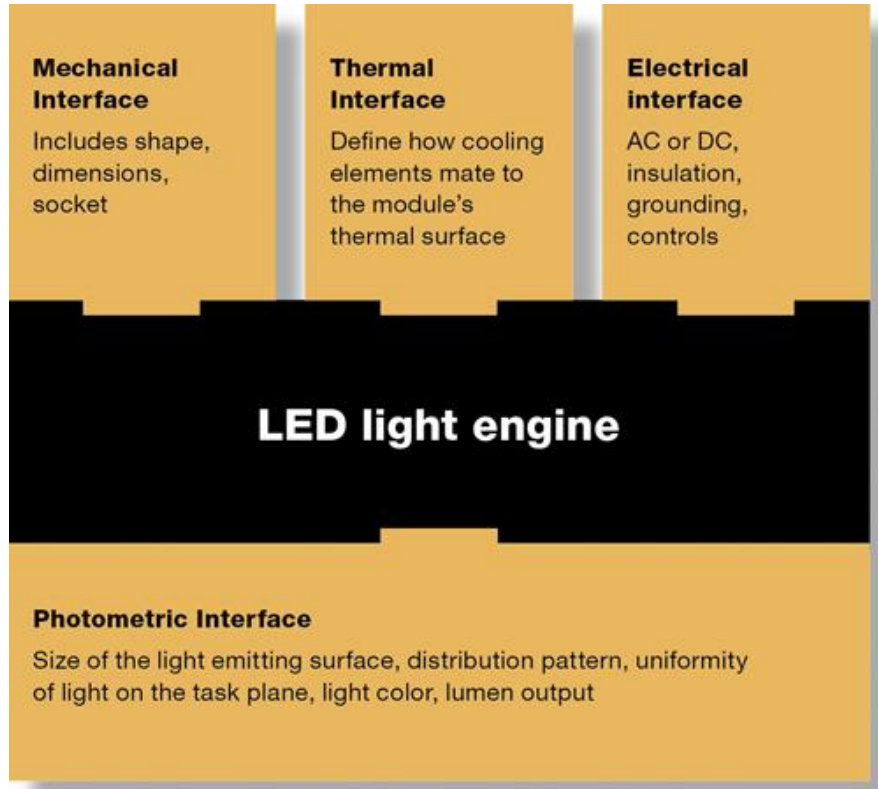 Mechanical
Interface
Includes shape,
dimensions,
socket
Thermal
Interface
Define how cooling
elements mate to
the module's
thermal surface
Electrical
interface
AC or DC,
insulation,
grounding,
controls
LED light engine
Photometric Interface
Size of the light emitting surface, distribution pattern, uniformity
of light on the task plane, light color, lumen output